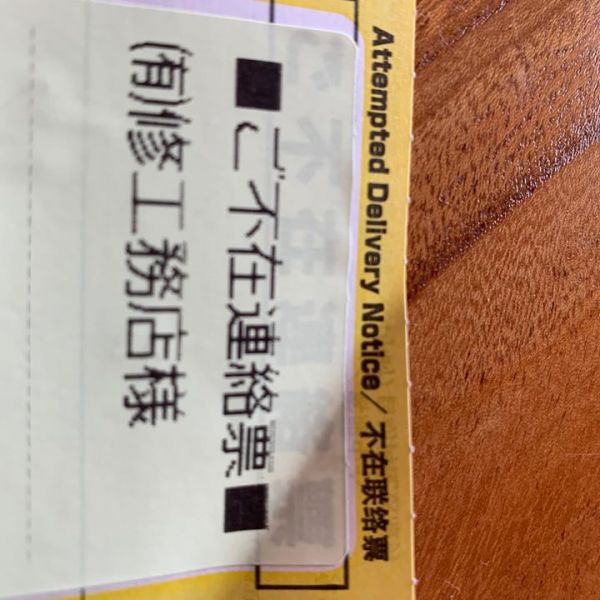 Attempted Delivery Notice/不在联络票
■ご不在連絡票■
(有)修工務店様